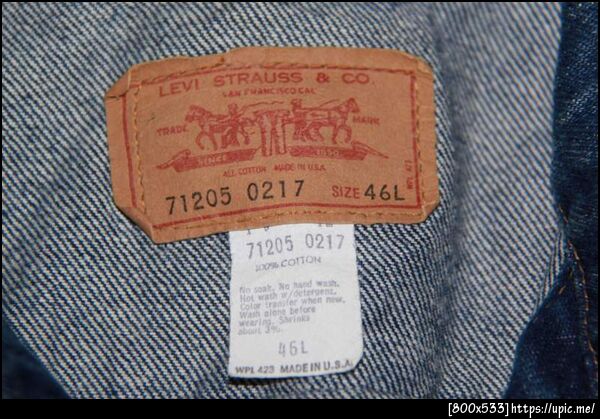 LEVI STRAUSS & CO.
SAN FRANCISCO CAL.
TRADE MARK
SINCE 1850
ALL COTTON MADE IN U.S.A.
71205 0217 SIZE 46L
71205 0217
100% COTTON
No soak, No hand wash.
Hot wash w/detergent.
Color transfer when new.
Wash alone before
wearing. Shrinks
about 3%.
46L
WPL 423 MADE IN U.S.A.
[800x533]https://upic.me/